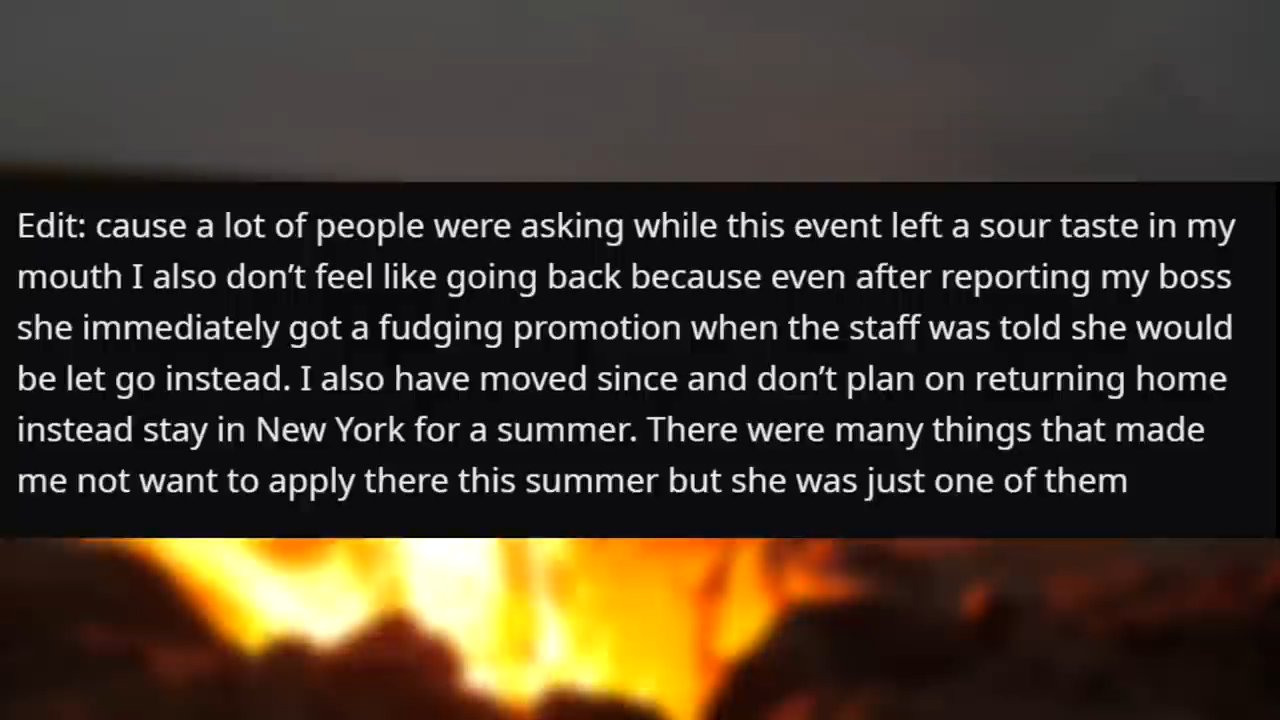 Edit: cause a lot of people were asking while this event left a sour taste in my
mouth I also don’t feel like going back because even after reporting my boss
she immediately got a fudging promotion when the staff was told she would
be let go instead. I also have moved since and don’t plan on returning home
instead stay in New York for a summer. There were many things that made
me not want to apply there this summer but she was just one of them